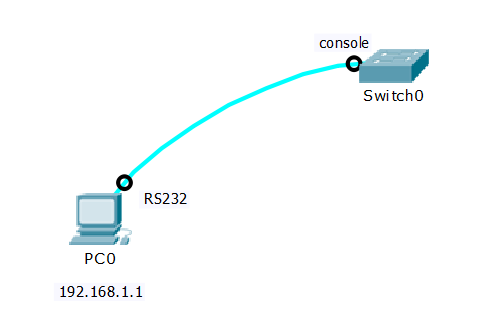 console
Switch0
RS232
PC0
192.168.1.1